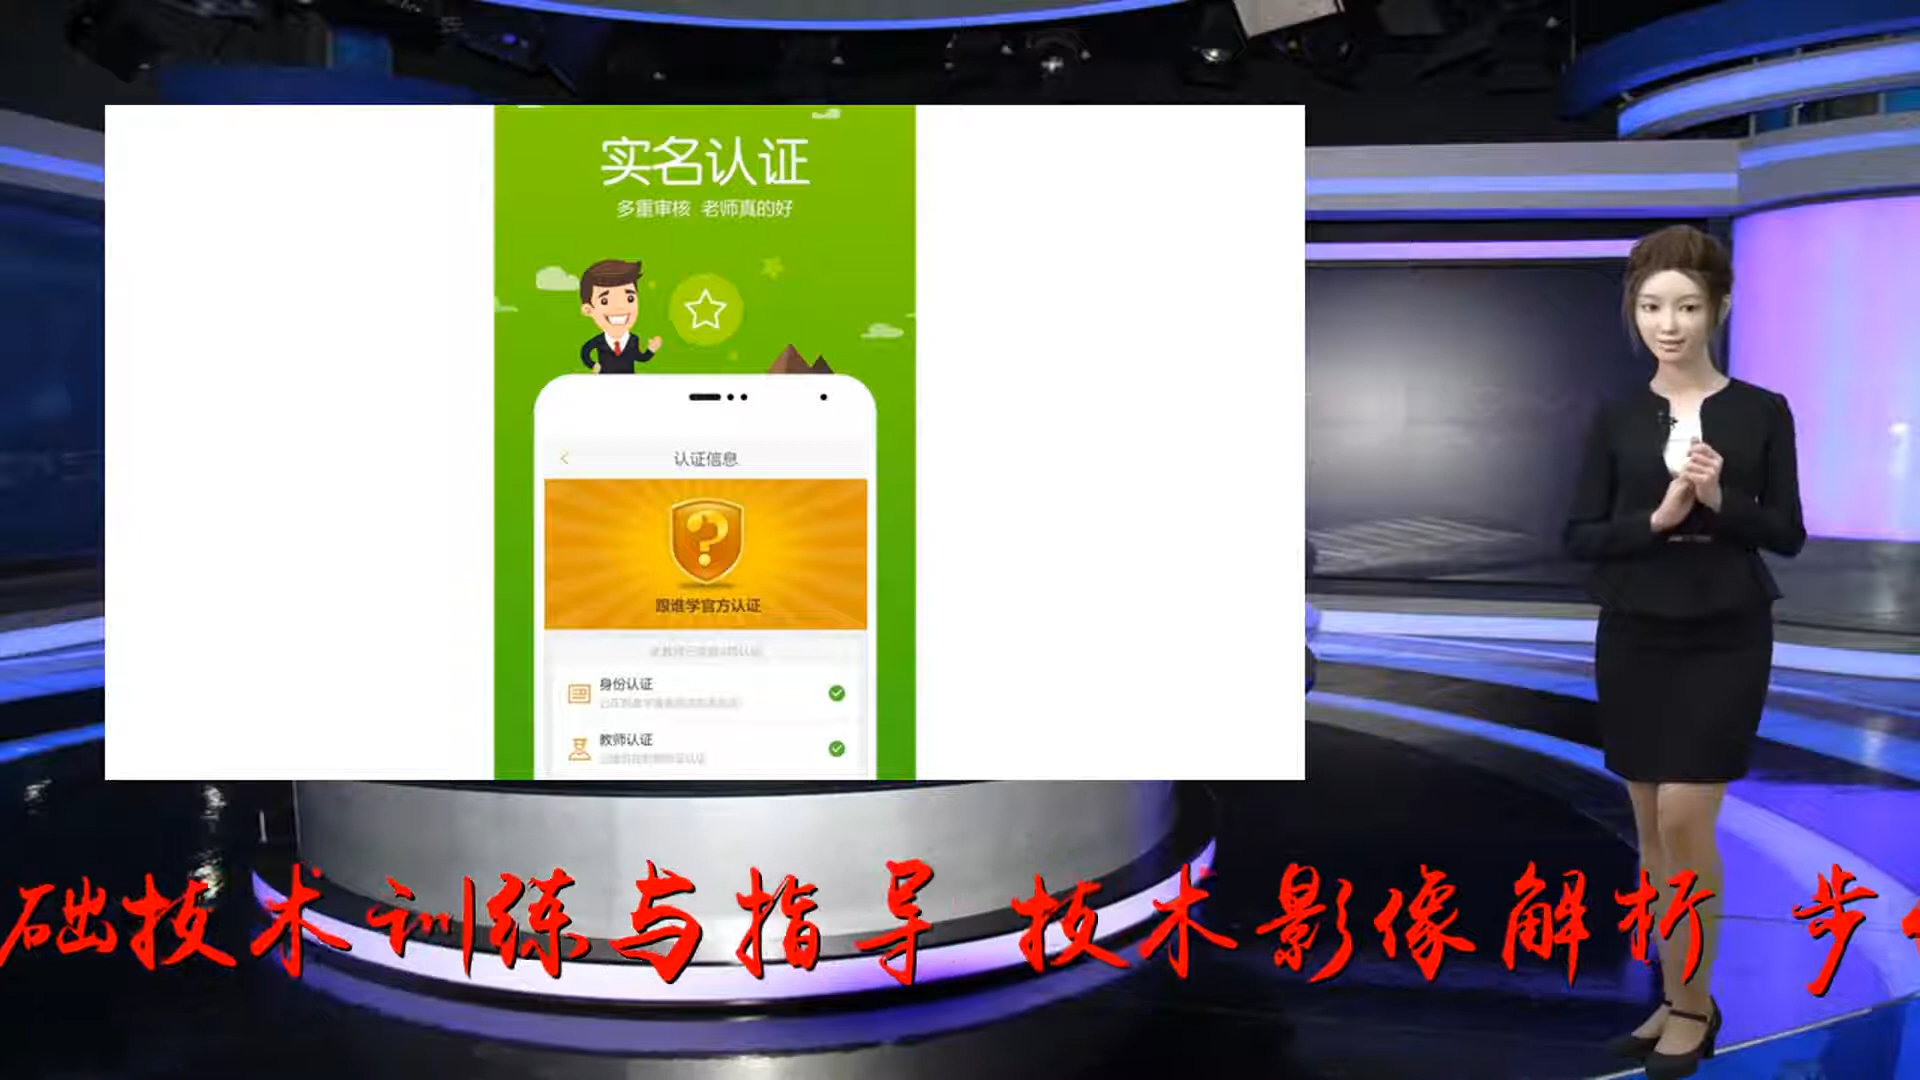 实名认证
多重审核 老师真的好
认证信息
跟谁学官方认证
身份认证
教师认证
础技术训练与指导 技术影像解析 步